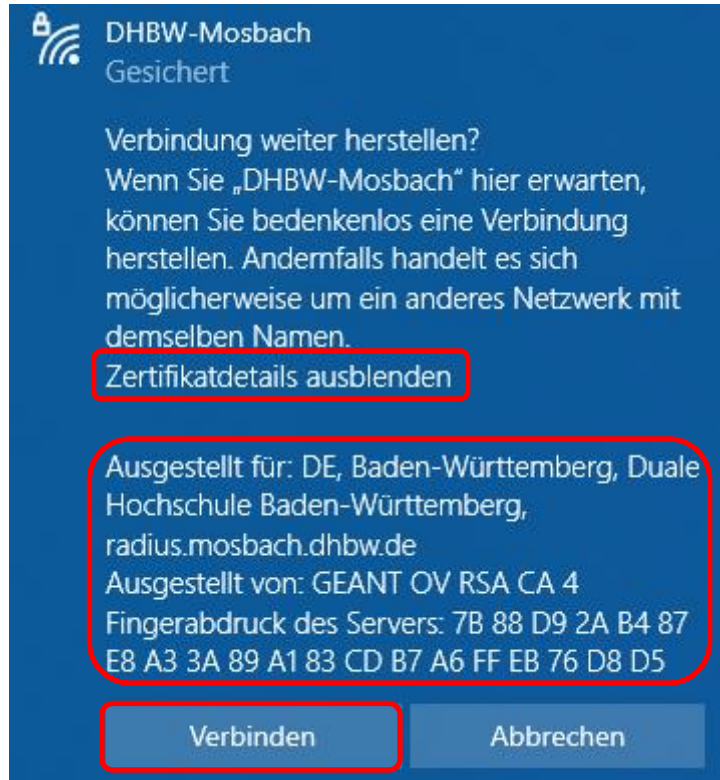 DHBW-Mosbach
Gesichert
Verbindung weiter herstellen?
Wenn Sie „DHBW-Mosbach“ hier erwarten,
können Sie bedenkenlos eine Verbindung
herstellen. Andernfalls handelt es sich
möglicherweise um ein anderes Netzwerk mit
demselben Namen.
Zertifikatdetails ausblenden
Ausgestellt für: DE, Baden-Württemberg, Duale
Hochschule Baden-Württemberg,
radius.mosbach.dhbw.de
Ausgestellt von: GEANT OV RSA CA 4
Fingerabdruck des Servers: 7B 88 D9 2A B4 87
E8 A3 3A 89 A1 83 CD B7 A6 FF EB 76 D8 D5
Verbinden
Abbrechen